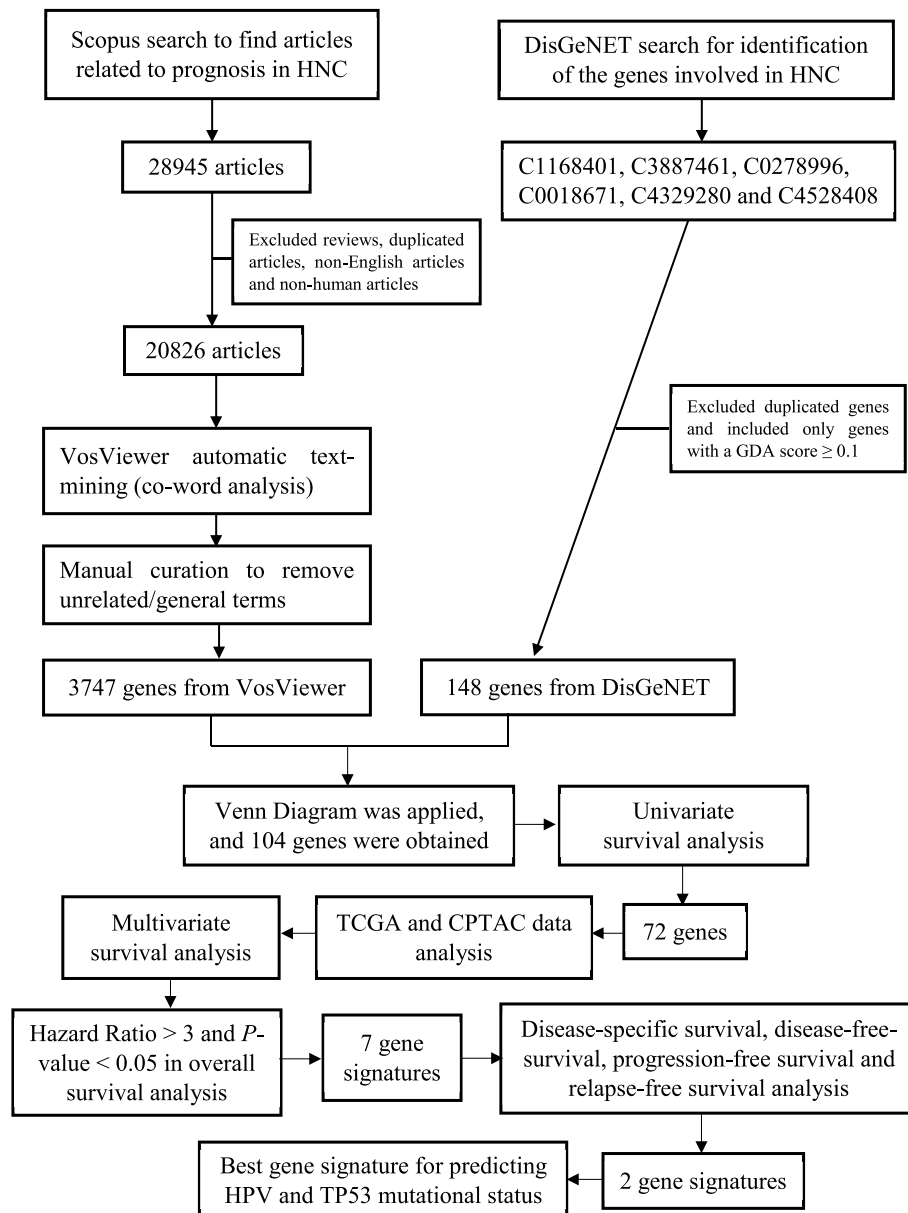 Scopus search to find articles
related to prognosis in HNC
DisGeNET search for identification
of the genes involved in HNC
28945 articles
C1168401, C3887461, C0278996,
C0018671, C4329280 and C4528408
Excluded reviews, duplicated
articles, non-English articles
and non-human articles
20826 articles
Excluded duplicated genes
and included only genes
with a GDA score ≥ 0.1
VosViewer automatic text-
mining (co-word analysis)
Manual curation to remove
unrelated/general terms
3747 genes from VosViewer
148 genes from DisGeNET
Venn Diagram was applied,
and 104 genes were obtained
Univariate
survival analysis
72 genes
TCGA and CPTAC data
analysis
Multivariate
survival analysis
Hazard Ratio > 3 and P-
value < 0.05 in overall
survival analysis
7 gene
signatures
Disease-specific survival, disease-free-
survival, progression-free survival and
relapse-free survival analysis
2 gene signatures
Best gene signature for predicting
HPV and TP53 mutational status